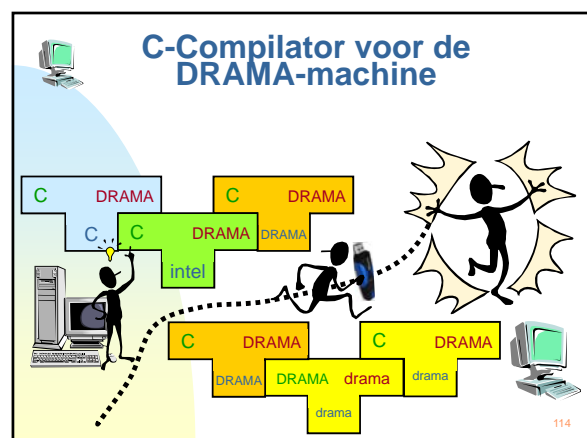 C-Compilator voor de
DRAMA-machine
C DRAMA C DRAMA
C C DRAMA DRAMA
intel
C DRAMA C DRAMA
DRAMA DRAMA drama drama
drama
114